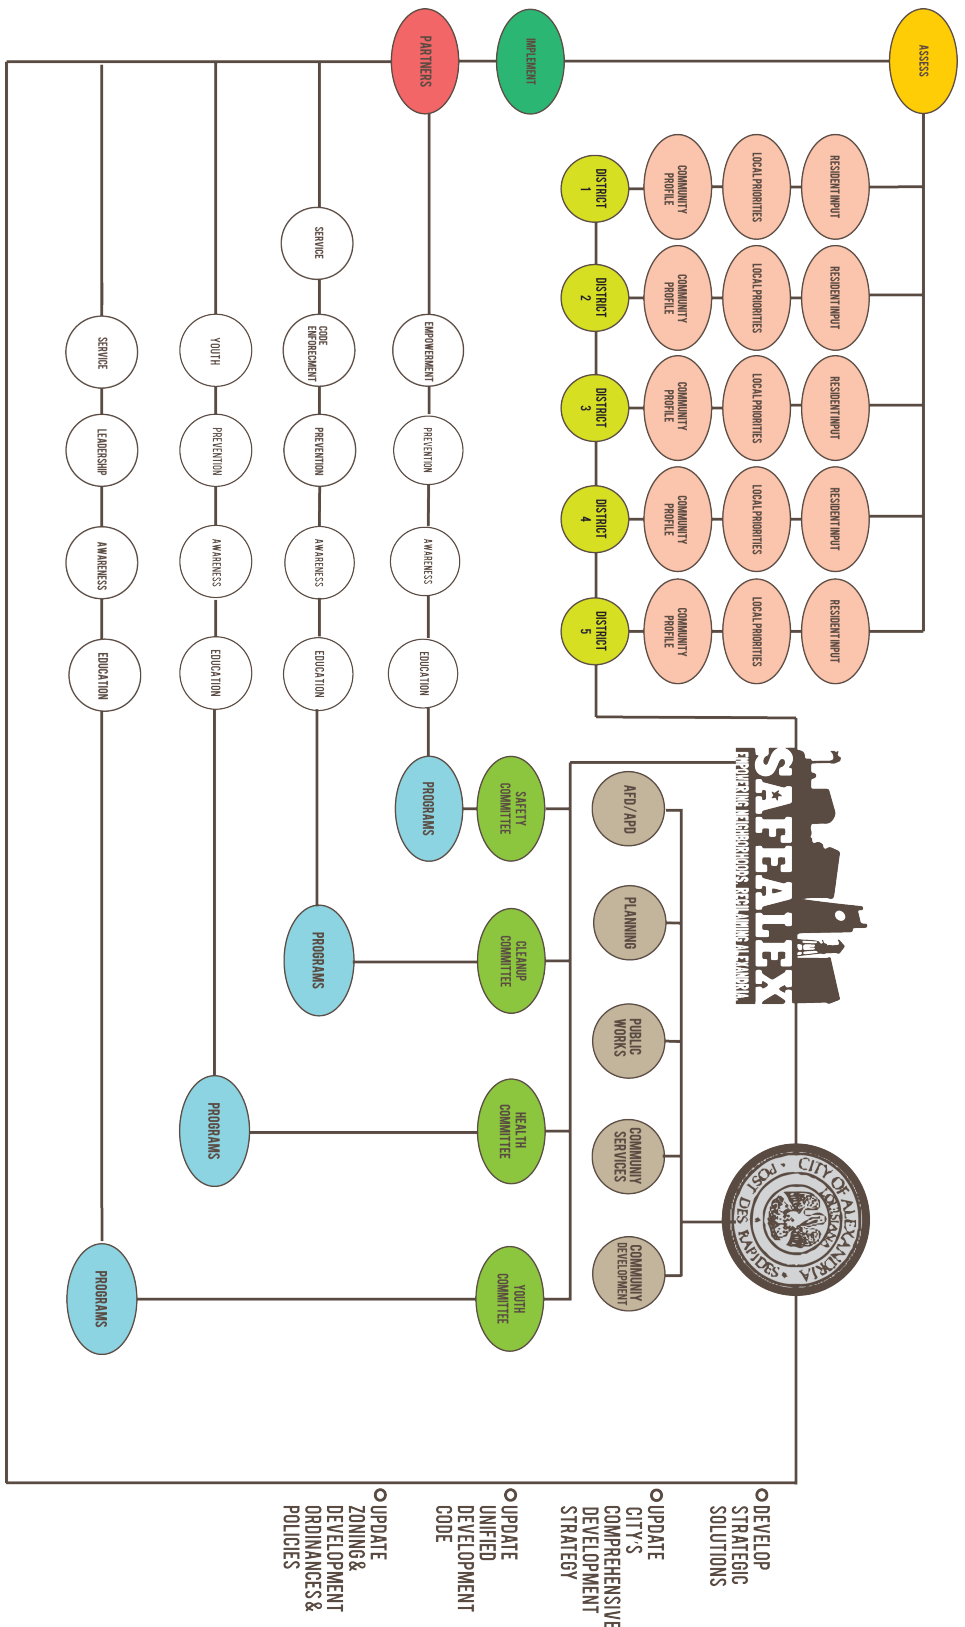 ASSESS
RESIDENT INPUT
LOCAL PRIORITIES
COMMUNITY
PROFILE
DISTRICT
1
RESIDENT INPUT
LOCAL PRIORITIES
COMMUNITY
PROFILE
DISTRICT
2
RESIDENT INPUT
LOCAL PRIORITIES
COMMUNITY
PROFILE
DISTRICT
3
RESIDENT INPUT
LOCAL PRIORITIES
COMMUNITY
PROFILE
DISTRICT
4
RESIDENT INPUT
LOCAL PRIORITIES
COMMUNITY
PROFILE
DISTRICT
5
SAFEALEX
EMPOWERING NEIGHBORHOODS. RECLAIMING ALEXANDRIA.
CITY OF ALEXANDRIA
LOUISIANA
POST DES RAPIDES
AFD/APD
PLANNING
PUBLIC
WORKS
COMMUNIY
SERVICES
COMMUNIY
DEVELOPMENT
IMPLEMENT
SAFETY
COMMITTEE
CLEANUP
COMMITTEE
HEALTH
COMMITTEE
YOUTH
COMMITTEE
PARTNERS
EMPOWERMENT
PREVENTION
AWARENESS
EDUCATION
PROGRAMS
SERVICE
CODE
ENFORECMENT
PREVENTION
AWARENESS
EDUCATION
PROGRAMS
YOUTH
PREVENTION
AWARENESS
EDUCATION
PROGRAMS
SERVICE
LEADERSHIP
AWARENESS
EDUCATION
PROGRAMS
DEVELOP
STRATEGIC
SOLUTIONS
UPDATE
CITY'S
COMPREHENSIVE
DEVELOPMENT
STRATEGY
UPDATE
UNIFIED
DEVELOPMENT
CODE
UPDATE
ZONING &
DEVELOPMENT
ORDINANCES &
POLICIES